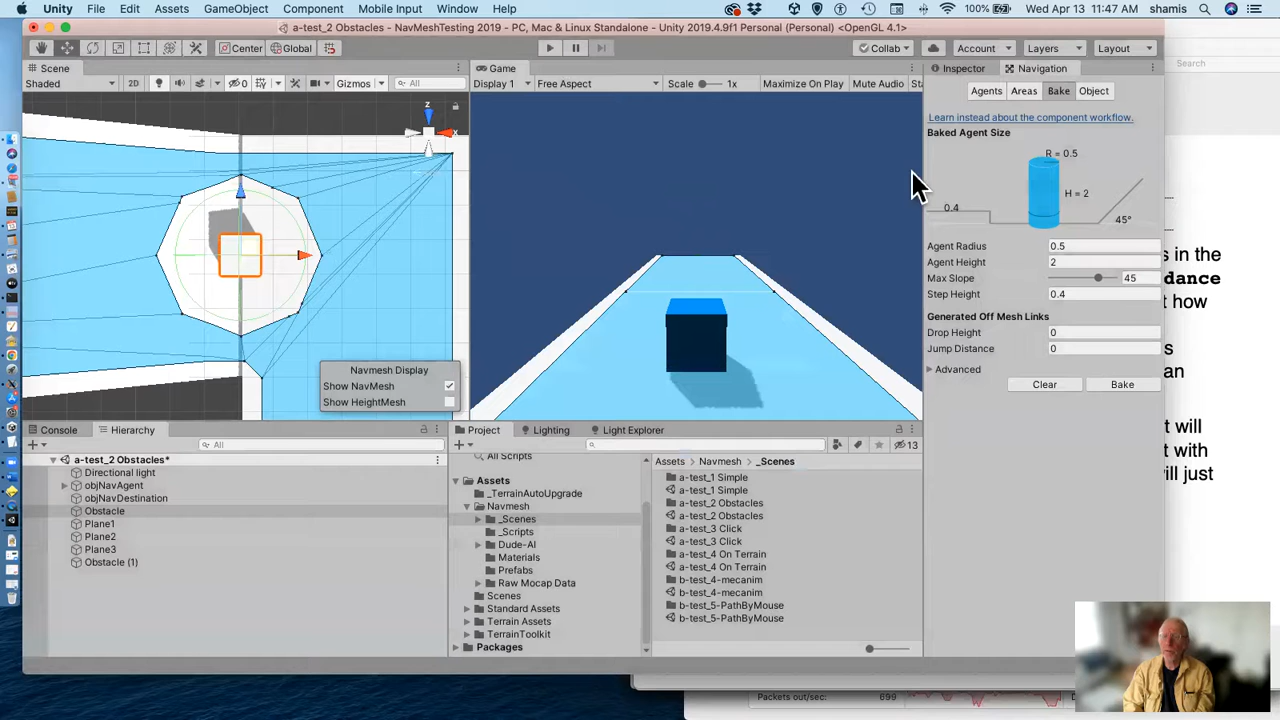 Unity File Edit Assets GameObject Component Mobile Input Window Help 100% Wed Apr 13 11:47 AM shamis
a-test_2 Obstacles - NavMeshTesting 2019 - PC, Mac & Linux Standalone - Unity 2019.4.9f1 Personal (Personal) <OpenGL 4.1>
Center Global Collab Account Layers Layout
Search
Scene Game Inspector Navigation
Shaded 2D 0 Gizmos All Display 1 Free Aspect Scale 1x Maximize On Play Mute Audio
Agents Areas Bake Object
Learn instead about the component workflow.
Baked Agent Size
z
x
R = 0.5
H = 2
0.4
45°
Agent Radius 0.5
Agent Height 2
Max Slope 45
Step Height 0.4
Generated Off Mesh Links
Drop Height 0
Jump Distance 0
Advanced
Clear Bake
s in the
dance
t how
s
an
t will
t with
ill just
Navmesh Display
Show NavMesh
Show HeightMesh
Console Hierarchy
All
a-test_2 Obstacles*
Directional light
objNavAgent
objNavDestination
Obstacle
Plane1
Plane2
Plane3
Obstacle (1)
Project Lighting Light Explorer
13
All Scripts
Assets
_TerrainAutoUpgrade
Navmesh
_Scenes
_Scripts
Dude-AI
Materials
Prefabs
Raw Mocap Data
Scenes
Standard Assets
Terrain Assets
TerrainToolkit
Packages
Assets > Navmesh > _Scenes
a-test_1 Simple
a-test_1 Simple
a-test_2 Obstacles
a-test_2 Obstacles
a-test_3 Click
a-test_3 Click
a-test_4 On Terrain
a-test_4 On Terrain
b-test_4-mecanim
b-test_4-mecanim
b-test_5-PathByMouse
b-test_5-PathByMouse
Packets out/sec: 699